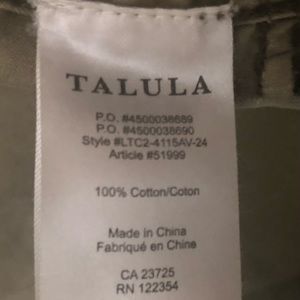 TALULA
P.O. #4500038689
P.O. #4500038690
Style #LTC2-4115AV-24
Article #51999
100% Cotton/Coton
Made in China
Fabriqué en Chine
CA 23725
RN 122354